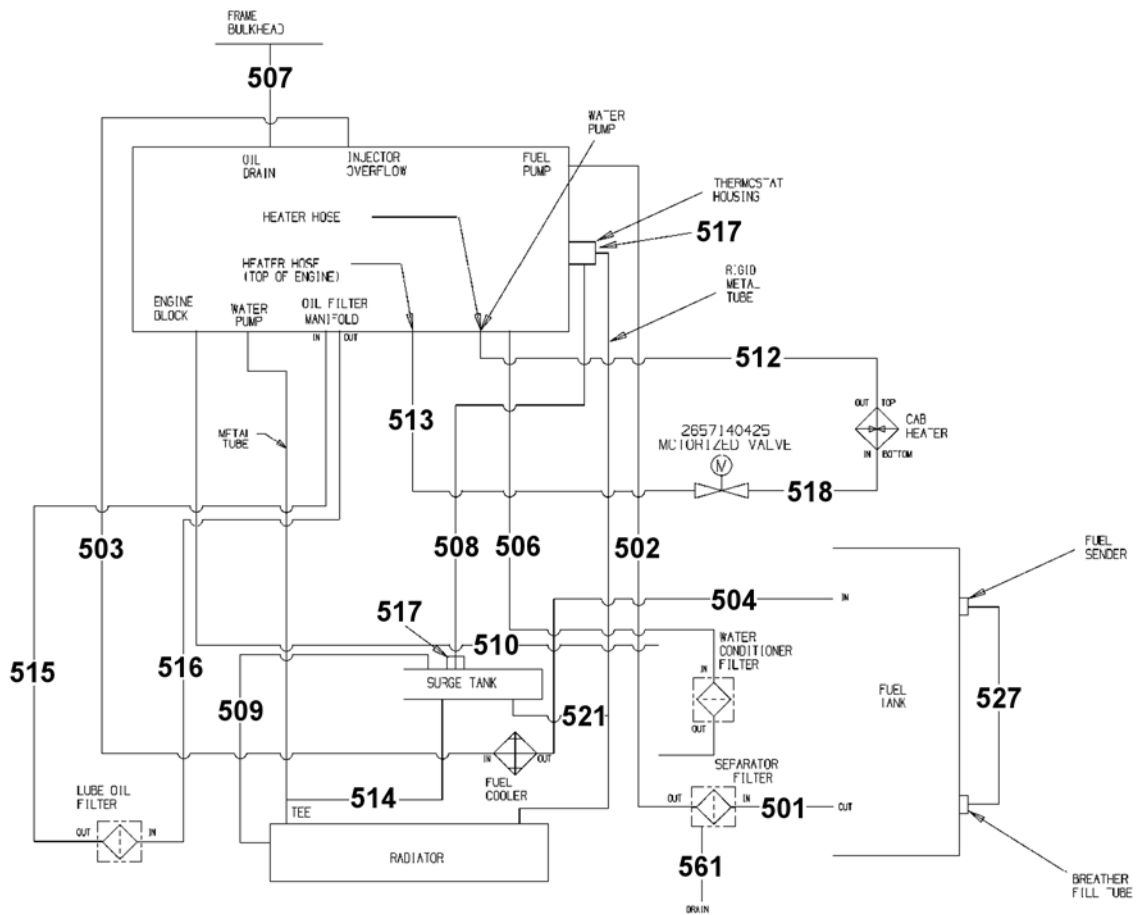 FRAME
BULKHEAD
507
WATER
PUMP
OIL
DRAIN
INJECTOR
OVERFLOW
FUEL
PUMP
THERMOSTAT
HOUSING
517
HEATER HOSE
HEATER HOSE
(TOP OF ENGINE)
RIGID
METAL
TUBE
ENGINE
BLOCK
WATER
PUMP
OIL FILTER
MANIFOLD
IN
OUT
512
513
OUT
TOP
CAB
HEATER
IN
BOTTOM
2657140425
MOTORIZED VALVE
M
518
METAL
TUBE
503
508
506
502
FUEL
SENDER
504
IN
517
510
WATER
CONDITIONER
FILTER
IN
OUT
515
516
509
SURGE TANK
521
FUEL
TANK
527
IN
OUT
FUEL
COOLER
SEPARATOR
FILTER
LUBE OIL
FILTER
OUT
IN
514
TEE
OUT
IN
501
OUT
RADIATOR
561
DRAIN
BREATHER
FILL TUBE